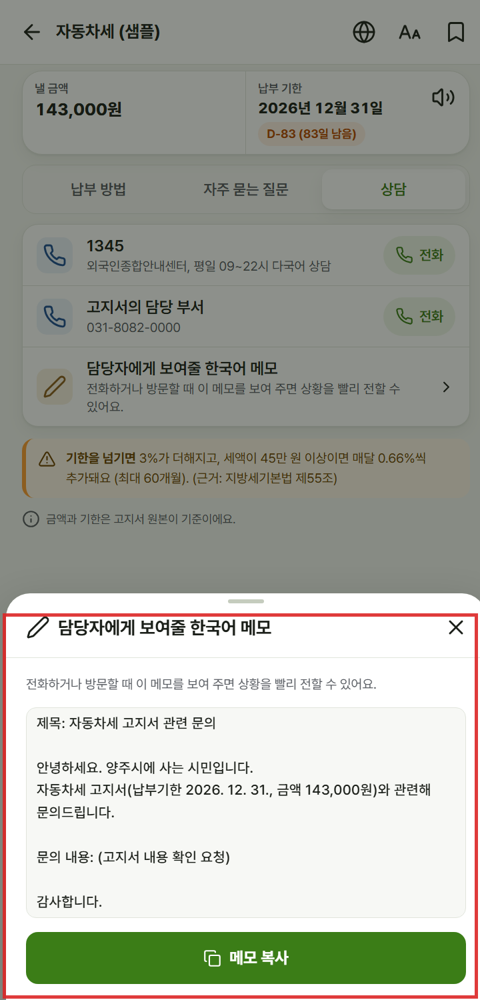 자동차세 (샘플)
낼 금액
143,000원
납부 기한
2026년 12월 31일
D-83 (83일 남음)
납부 방법
자주 묻는 질문
상담
1345
외국인종합안내센터, 평일 09~22시 다국어 상담
전화
고지서의 담당 부서
031-8082-0000
전화
담당자에게 보여줄 한국어 메모
전화하거나 방문할 때 이 메모를 보여 주면 상황을 빨리 전할 수
있어요.
기한을 넘기면 3%가 더해지고, 세액이 45만 원 이상이면 매달 0.66%씩
추가돼요 (최대 60개월). (근거: 지방세기본법 제55조)
금액과 기한은 고지서 원본이 기준이에요.
담당자에게 보여줄 한국어 메모
전화하거나 방문할 때 이 메모를 보여 주면 상황을 빨리 전할 수 있어요.
제목: 자동차세 고지서 관련 문의
안녕하세요. 양주시에 사는 시민입니다.
자동차세 고지서(납부기한 2026. 12. 31., 금액 143,000원)와 관련해
문의드립니다.
문의 내용: (고지서 내용 확인 요청)
감사합니다.
메모 복사